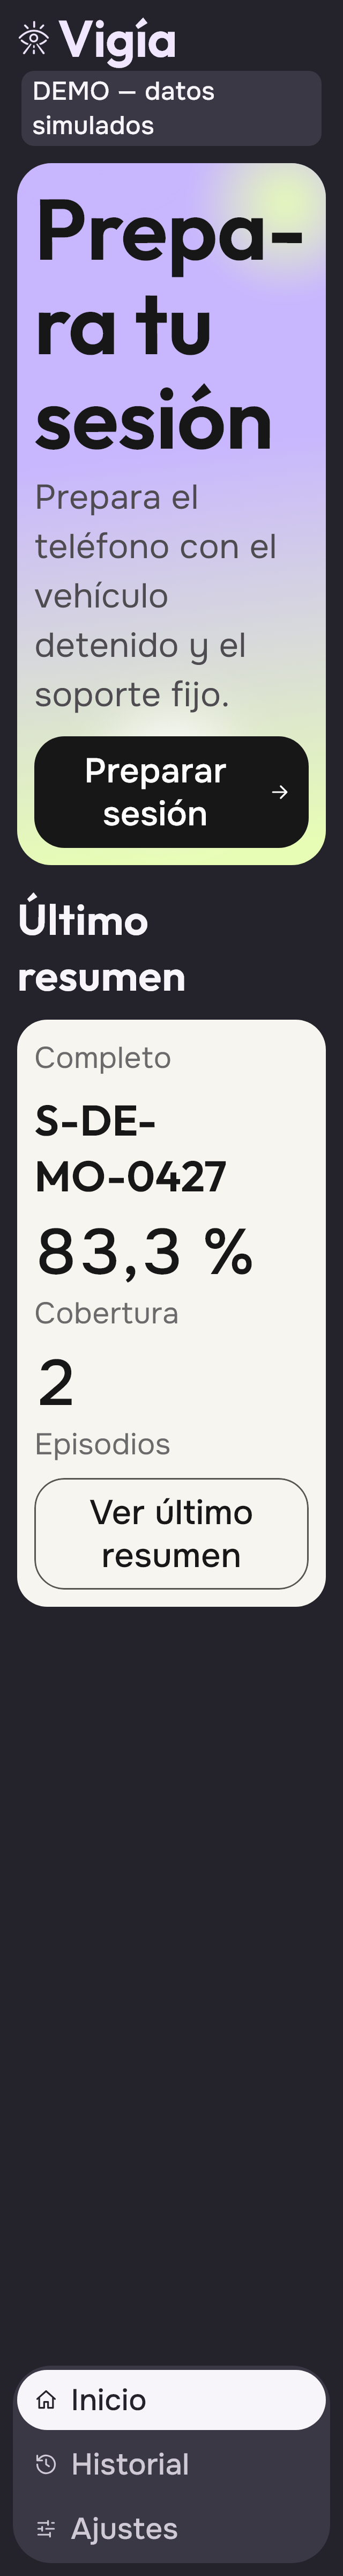 Vigía
DEMO — datos
simulados
Prepa-
ra tu
sesión
Prepara el
teléfono con el
vehículo
detenido y el
soporte fijo.
Preparar
sesión
Último
resumen
Completo
S-DE-
MO-0427
83,3 %
Cobertura
2
Episodios
Ver último
resumen
Inicio
Historial
Ajustes